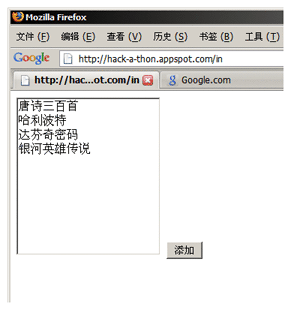 Mozilla Firefox
文件 (F) 编辑 (E) 查看 (V) 历史 (S) 书签 (B) 工具 (T)
Google http://hack-a-thon.appspot.com/in
http://hac...ot.com/in Google.com
唐诗三百首
哈利波特
达芬奇密码
银河英雄传说
添加